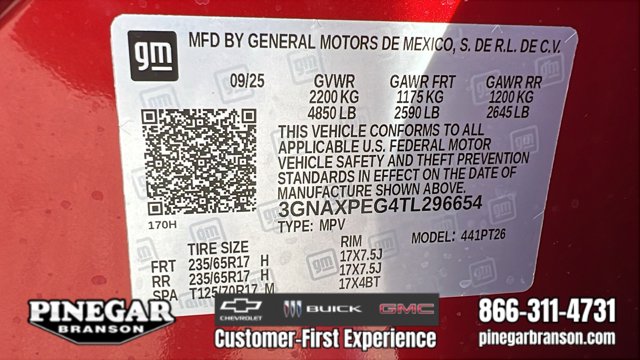 gm
MFD BY GENERAL MOTORS DE MEXICO, S. DE R.L. DE C.V.
09/25 GVWR GAWR FRT GAWR RR
2200 KG 1175 KG 1200 KG
4850 LB 2590 LB 2645 LB
THIS VEHICLE CONFORMS TO ALL
APPLICABLE U.S. FEDERAL MOTOR
VEHICLE SAFETY AND THEFT PREVENTION
STANDARDS IN EFFECT ON THE DATE OF
MANUFACTURE SHOWN ABOVE.
3GNAXPEG4TL296654
170H
TYPE: MPV MODEL: 441PT26
TIRE SIZE RIM
FRT 235/65R17 H 17X7.5J
RR 235/65R17 H 17X7.5J
SPA T125/70R17 M 17X4BT
PINEGAR
BRANSON
CHEVROLET BUICK GMC
Customer-First Experience
866-311-4731
pinegarbranson.com